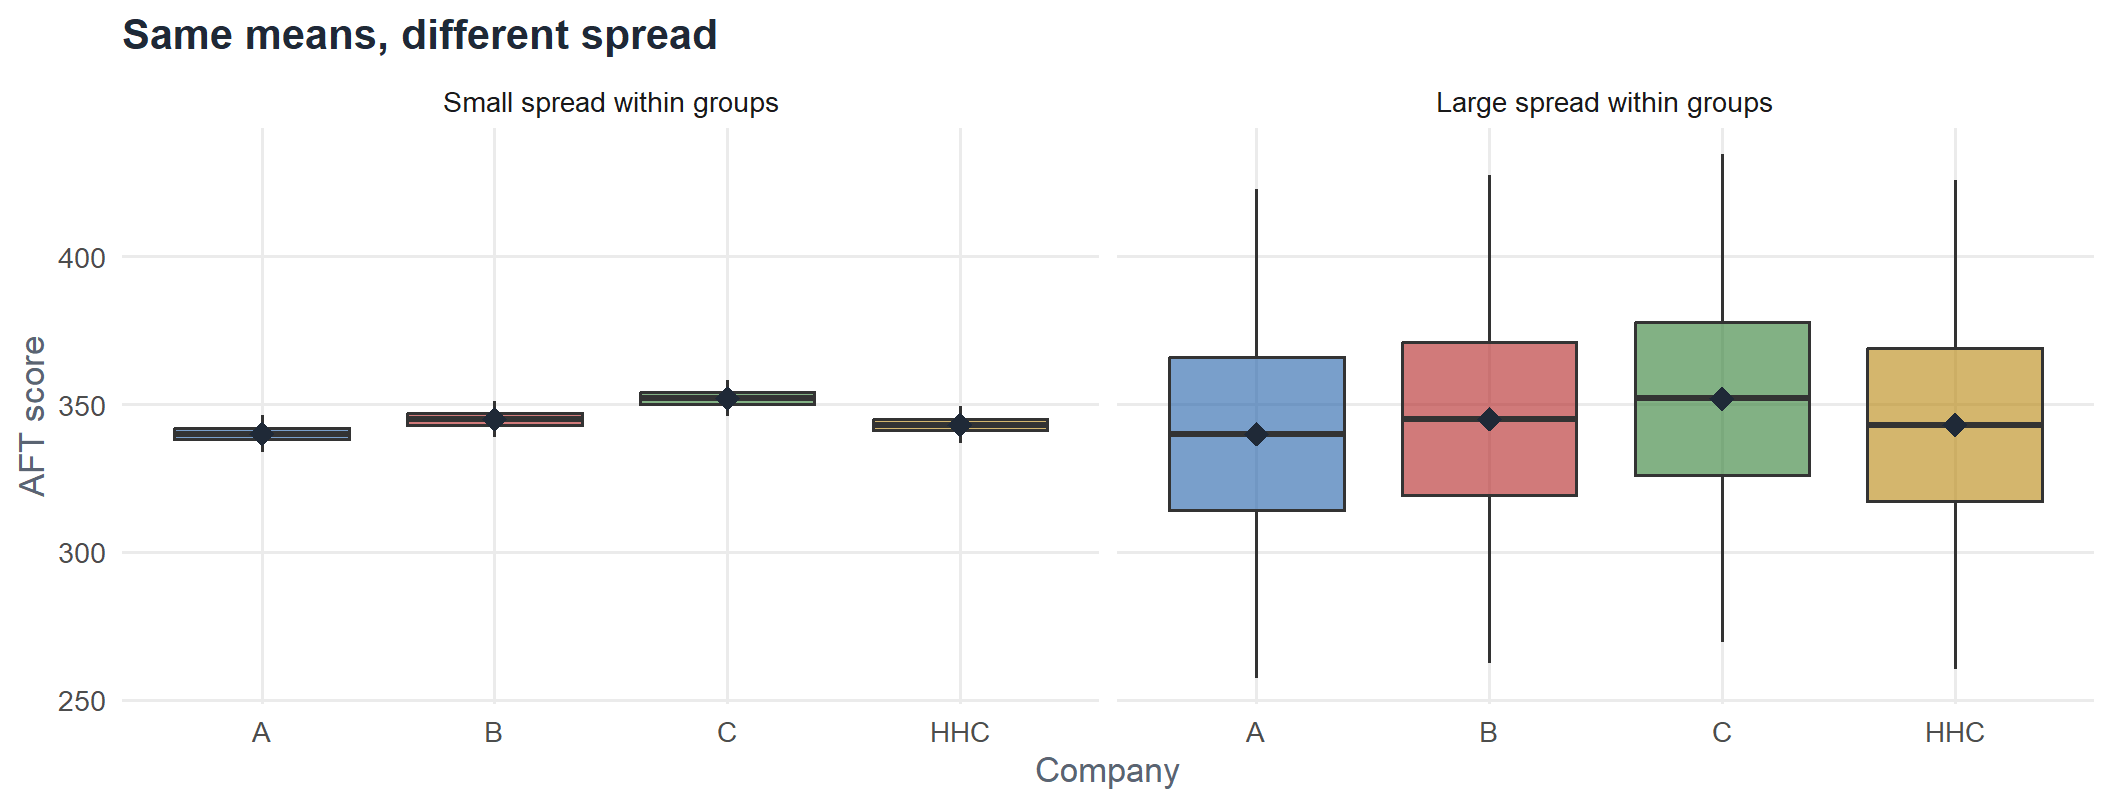 Same means, different spread
Small spread within groups
Large spread within groups
AFT score
400
350
300
250
A
B
C
HHC
A
B
C
HHC
Company